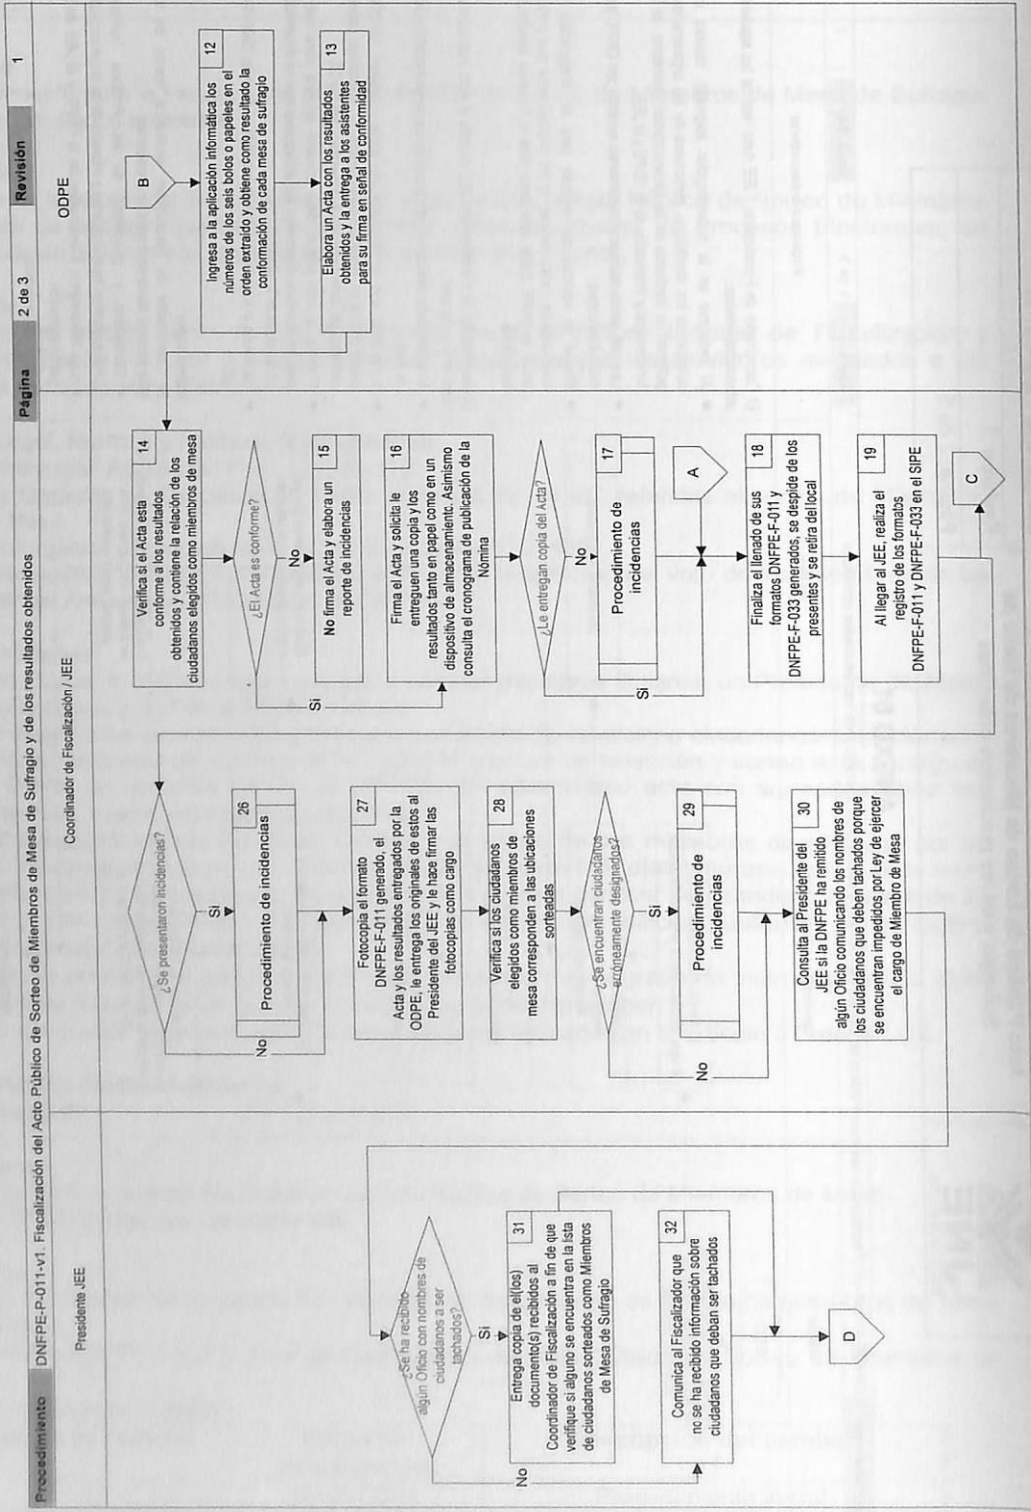 Procedimiento DNFPE-P-011-v1. Fiscalización del Acto Público de Sorteo de Miembros de Mesa de Sufragio y de los resultados obtenidos Página 2 de 3 Revisión 1
Presidente JEE
Coordinador de Fiscalización / JEE
ODPE
B
12
Ingresa a la aplicación informática los
números de los seis bolos o papeles en el
orden extraído y obtiene como resultado la
conformación de cada mesa de sufragio
13
Elabora un Acta con los resultados
obtenidos y la entrega a los asistentes
para su firma en señal de conformidad
14
Verifica si el Acta esta
conforme a los resultados
obtenidos y contiene la relación de los
ciudadanos elegidos como miembros de mesa
¿El Acta es conforme?
No
Si
15
No firma el Acta y elabora un
reporte de incidencias
16
Firma al Acta y solicita le
entreguen una copia y los
resultados tanto en papel como en un
dispositivo de almacenamiento. Asimismo
consulta el cronograma de publicación de la
Nómina
¿Le entregan copia del Acta?
No
Si
17
Procedimiento de
incidencias
A
18
Finaliza el llenado de sus
formatos DNFPE-F-011 y
DNFPE-F-033 generados, se despide de los
presentes y se retira del local
19
Al llegar al JEE, realiza el
registro de los formatos
DNFPE-F-011 y DNFPE-F-033 en el SIPE
C
¿Se presentaron incidencias?
Si
No
26
Procedimiento de incidencias
27
Fotocopia el formato
DNFPE-F-011 generado, el
Acta y los resultados entregados por la
ODPE, le entrega los originales de estos al
Presidente del JEE y le hace firmar las
fotocopias como cargo
28
Verifica si los ciudadanos
elegidos como miembros de
mesa corresponden a las ubicaciones
sorteadas
¿Se encuentran ciudadanos
erróneamente designados?
Si
No
29
Procedimiento de
incidencias
30
Consulta al Presidente del
JEE si la DNFPE ha remitido
algún Oficio comunicando los nombres de
los ciudadanos que deben tachados porque
se encuentran impedidos por Ley de ejercer
el cargo de Miembro de Mesa
¿Se ha recibido
algún Oficio con nombres de
ciudadanos a ser
tachados?
Si
No
31
Entrega copia de el(los)
documento(s) recibidos al
Coordinador de Fiscalización a fin de que
verifique si alguno se encuentra en la lista
de ciudadanos sorteados como Miembros
de Mesa de Sufragio
32
Comunica al Fiscalizador que
no se ha recibido información sobre
ciudadanos que deban ser tachados
D